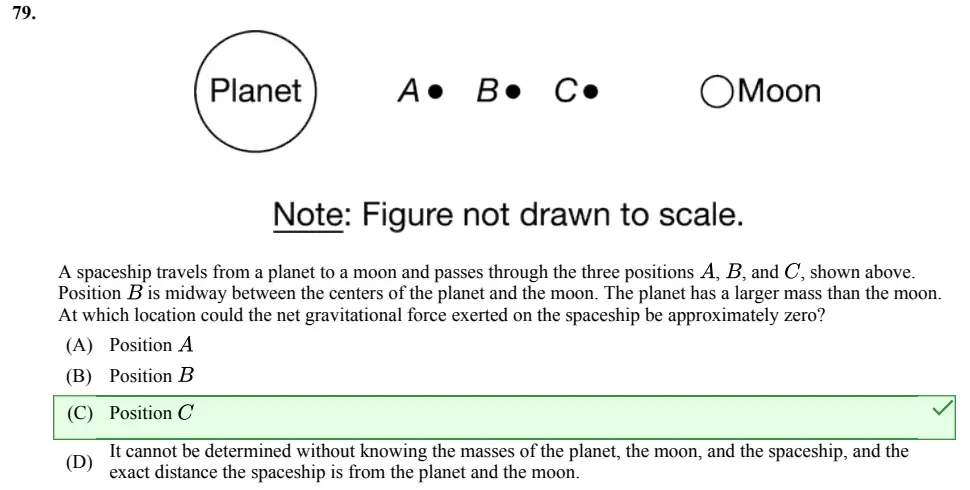 79.
Planet A B C Moon
Note: Figure not drawn to scale.
A spaceship travels from a planet to a moon and passes through the three positions A, B, and C, shown above.
Position B is midway between the centers of the planet and the moon. The planet has a larger mass than the moon.
At which location could the net gravitational force exerted on the spaceship be approximately zero?
(A) Position A
(B) Position B
(C) Position C
(D) It cannot be determined without knowing the masses of the planet, the moon, and the spaceship, and the
exact distance the spaceship is from the planet and the moon.